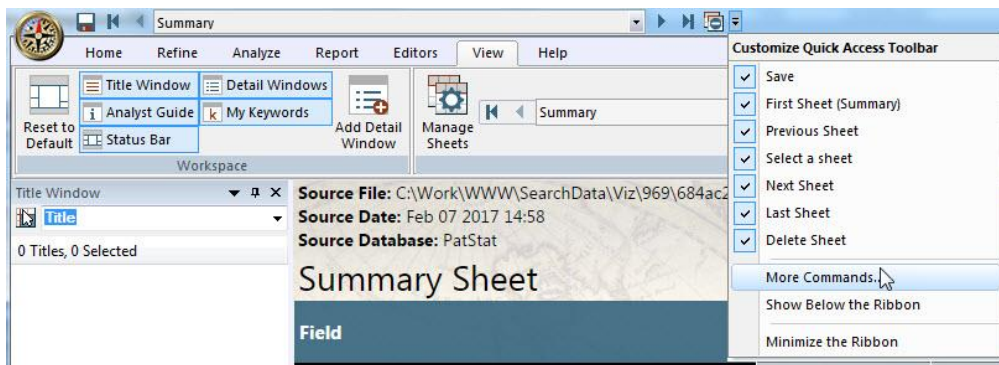 Summary
Home Refine Analyze Report Editors View Help
Title Window Detail Windows
Analyst Guide My Keywords
Status Bar
Reset to Default
Add Detail Window
Manage Sheets
Summary
Workspace
Title Window
Title
0 Titles, 0 Selected
Source File: C:\Work\WWW\SearchData\Viz\969\684ac2
Source Date: Feb 07 2017 14:58
Source Database: PatStat
Summary Sheet
Field
Customize Quick Access Toolbar
Save
First Sheet (Summary)
Previous Sheet
Select a sheet
Next Sheet
Last Sheet
Delete Sheet
More Commands...
Show Below the Ribbon
Minimize the Ribbon